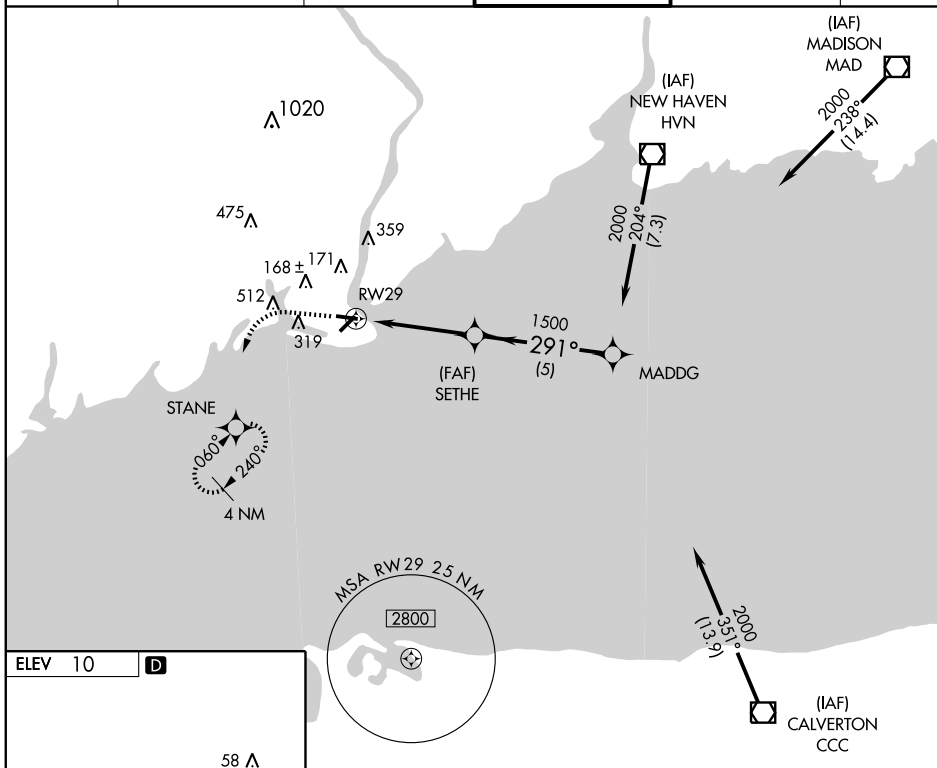 (IAF)
MADISON
MAD
2000
238°
(14.4)
(IAF)
NEW HAVEN
HVN
1020
2000
204°
(7.3)
475
359
168 ±
171
512
RW29
319
1500
291°
(5)
(FAF)
SETHE
MADDG
STANE
060°
240°
4 NM
MSA RW29 25 NM
2800
2000
351°
(13.9)
(IAF)
CALVERTON
CCC
ELEV 10
D
58